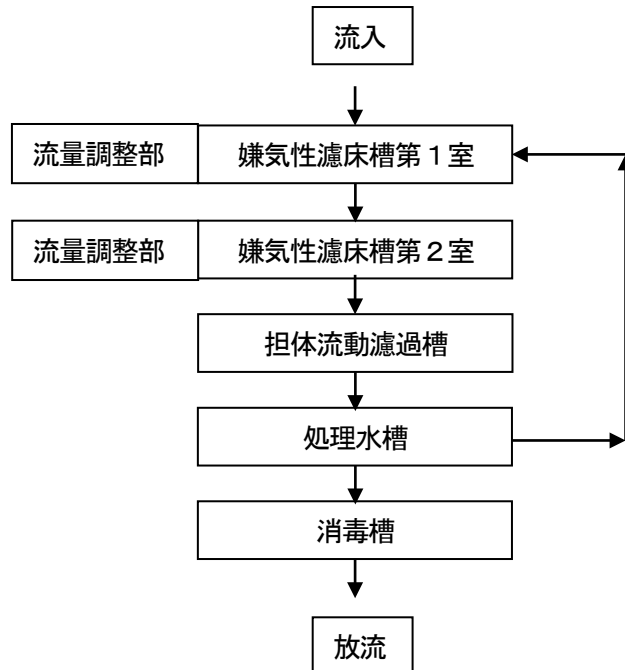 流入
流量調整部 嫌気性濾床槽第１室
流量調整部 嫌気性濾床槽第２室
担体流動濾過槽
処理水槽
消毒槽
放流